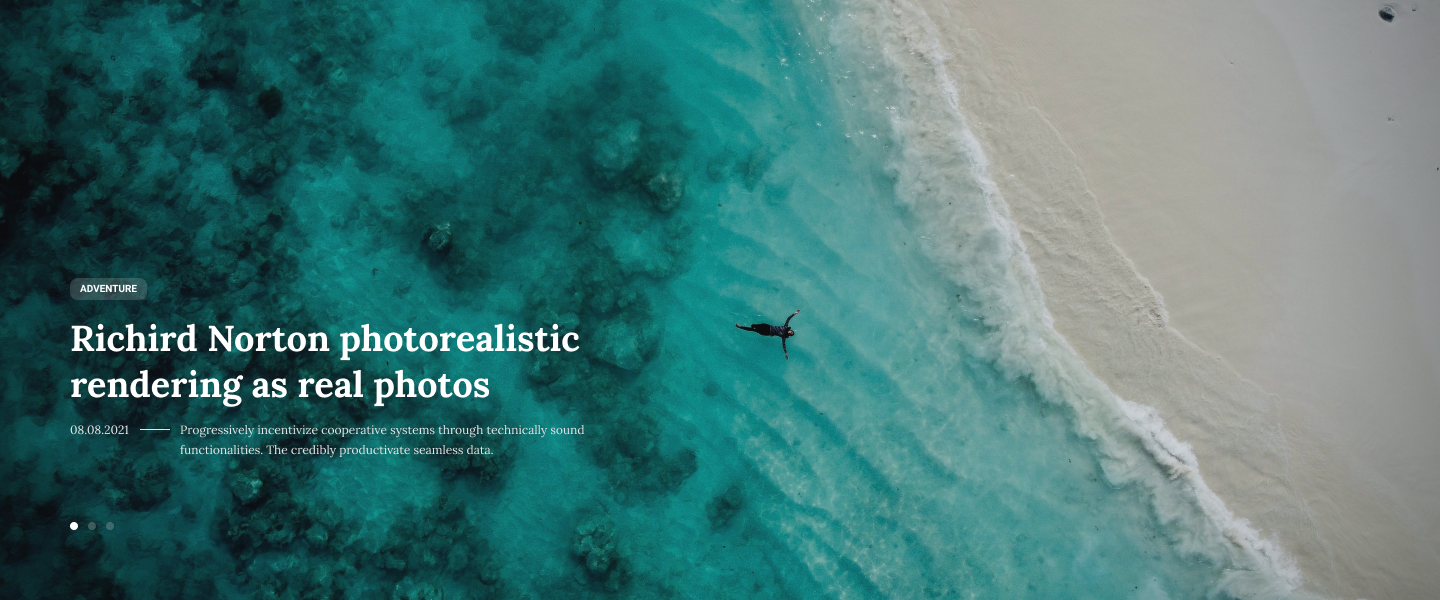 ADVENTURE
Richird Norton photorealistic
rendering as real photos
08.08.2021
Progressively incentivize cooperative systems through technically sound
functionalities. The credibly productivate seamless data.